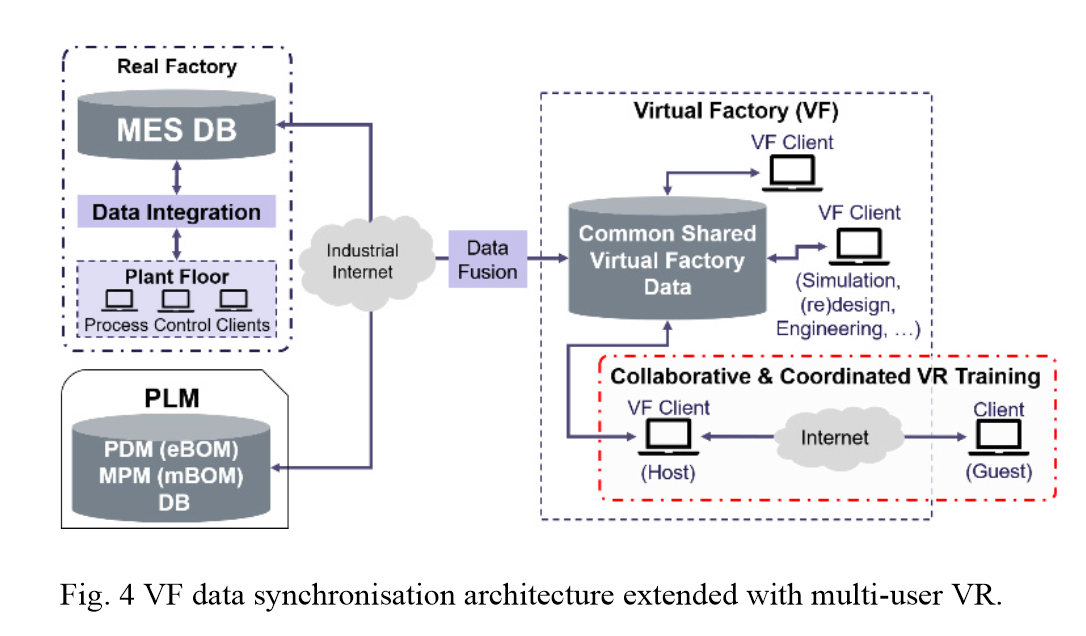 Real Factory
MES DB
Data Integration
Plant Floor
Process Control Clients
PLM
PDM (eBOM)
MPM (mBOM)
DB
Industrial
Internet
Data
Fusion
Virtual Factory (VF)
VF Client
Common Shared
Virtual Factory
Data
VF Client
(Simulation,
(re)design,
Engineering, …)
Collaborative & Coordinated VR Training
VF Client
(Host)
Internet
Client
(Guest)
Fig. 4 VF data synchronisation architecture extended with multi-user VR.